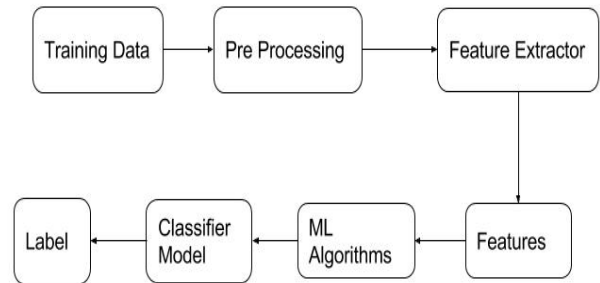 Training Data
Pre Processing
Feature Extractor
Features
ML
Algorithms
Classifier
Model
Label